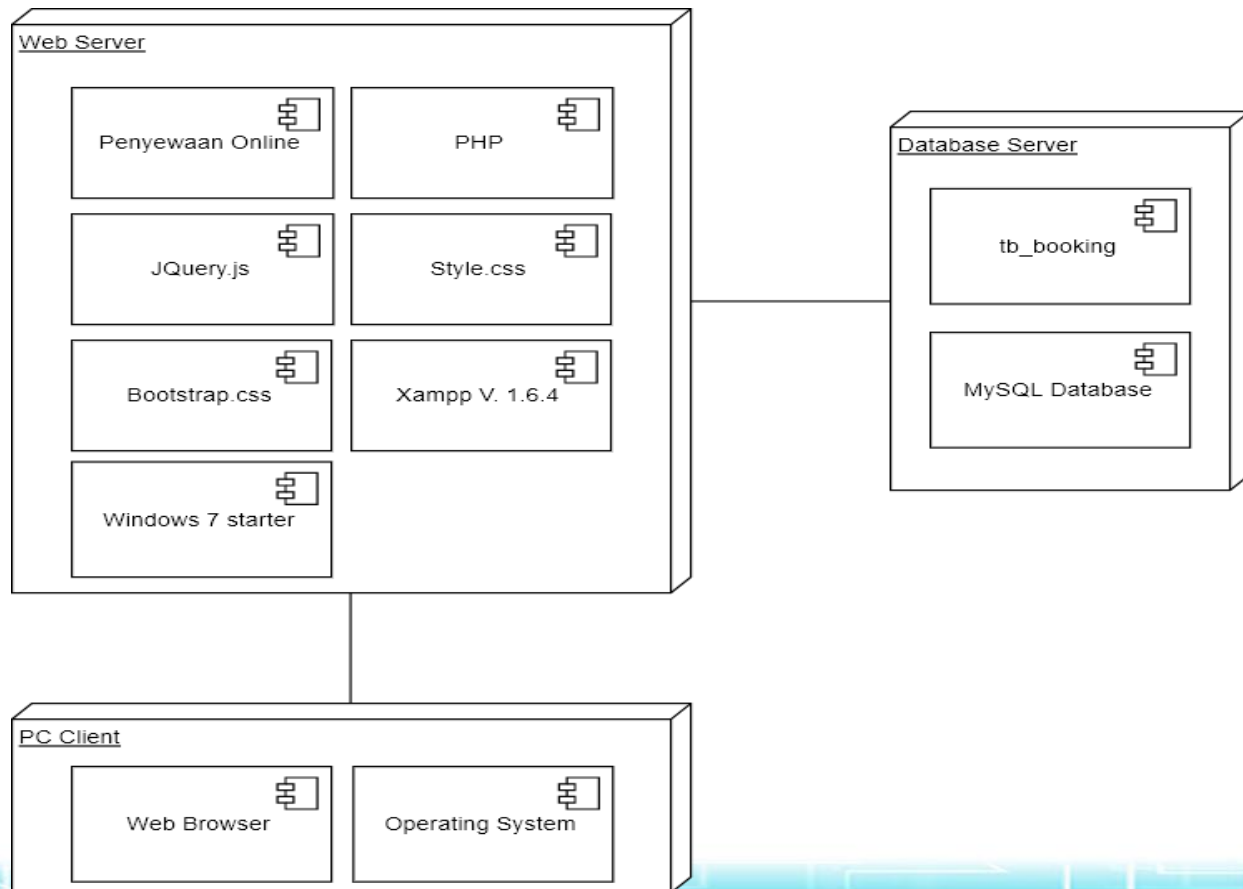 Web Server
Penyewaan Online
PHP
JQuery.js
Style.css
Bootstrap.css
Xampp V. 1.6.4
Windows 7 starter
Database Server
tb_booking
MySQL Database
PC Client
Web Browser
Operating System